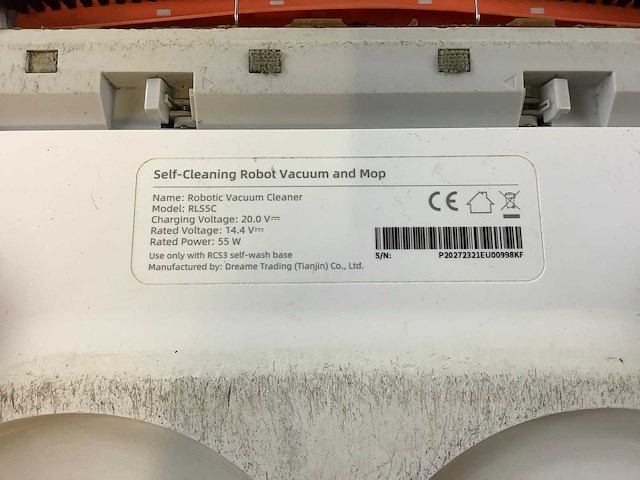 Self-Cleaning Robot Vacuum and Mop
Name: Robotic Vacuum Cleaner
Model: RLS5C
Charging Voltage: 20.0 V⎓
Rated Voltage: 14.4 V⎓
Rated Power: 55 W
Use only with RCS3 self-wash base
Manufactured by: Dreame Trading (Tianjin) Co., Ltd.
CE
S/N: P20272321EU00998KF